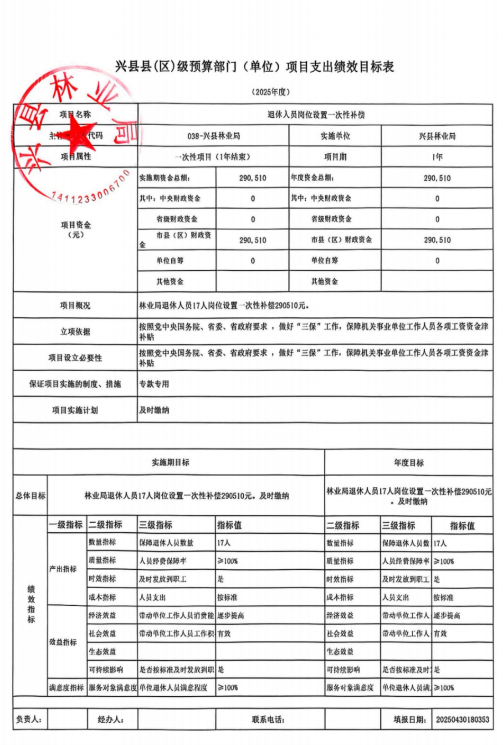 兴县县(区)级预算部门（单位）项目支出绩效目标表
（2025年度）
项目名称 退休人员岗位设置一次性补偿
主管 代码 038-兴县林业局 实施单位 兴县林业局
项目属性 一次性项目（1年结束） 项目期 1年
项目资金（元） 实施期资金总额： 290,510 年度资金总额： 290,510
其中：中央财政资金 0 其中：中央财政资金 0
省级财政资金 0 省级财政资金 0
市县（区）财政资金 290,510 市县（区）财政资金 290,510
单位自筹 0 单位自筹 0
其他资金 其他资金
项目概况 林业局退休人员17人岗位设置一次性补偿290510元。
立项依据 按照党中央国务院、省委、省政府要求，做好“三保”工作，保障机关事业单位工作人员各项工资资金津
补贴
项目设立必要性 按照党中央国务院、省委、省政府要求，做好“三保”工作，保障机关事业单位工作人员各项工资资金津
补贴
保证项目实施的制度、措施 专款专用
项目实施计划 及时缴纳
实施期目标 年度目标
总体目标 林业局退休人员17人岗位设置一次性补偿290510元。及时缴纳 林业局退休人员17人岗位设置一次性补偿290510元
。及时缴纳
绩效指标 一级指标 二级指标 三级指标 指标值 二级指标 三级指标 指标值
产出指标 数量指标 保障退休人员数量 17人 数量指标 保障退休人员数 17人
质量指标 人员经费保障率 ≥100% 质量指标 人员经费保障率 ≥100%
时效指标 及时发放到职工 是 时效指标 及时发放到职工 是
成本指标 人员支出 按标准 成本指标 人员支出 按标准
效益指标 经济效益 带动单位工作人员消费能 逐步提高 经济效益 带动单位工作人 逐步提高
社会效益 带动单位工作人员工作积 有效 社会效益 带动单位工作人 有效
生态效益 生态效益
可持续影响 是否按标准及时发放到职 是 可持续影响 是否按标准及时 是
满意度指标 服务对象满意度 单位退休人员满意程度 ≥100% 服务对象满意度 单位退休人员满 ≥100%
负责人： 经办人： 联系电话： 填报日期： 20250430180353
兴县林业局
1411233006700